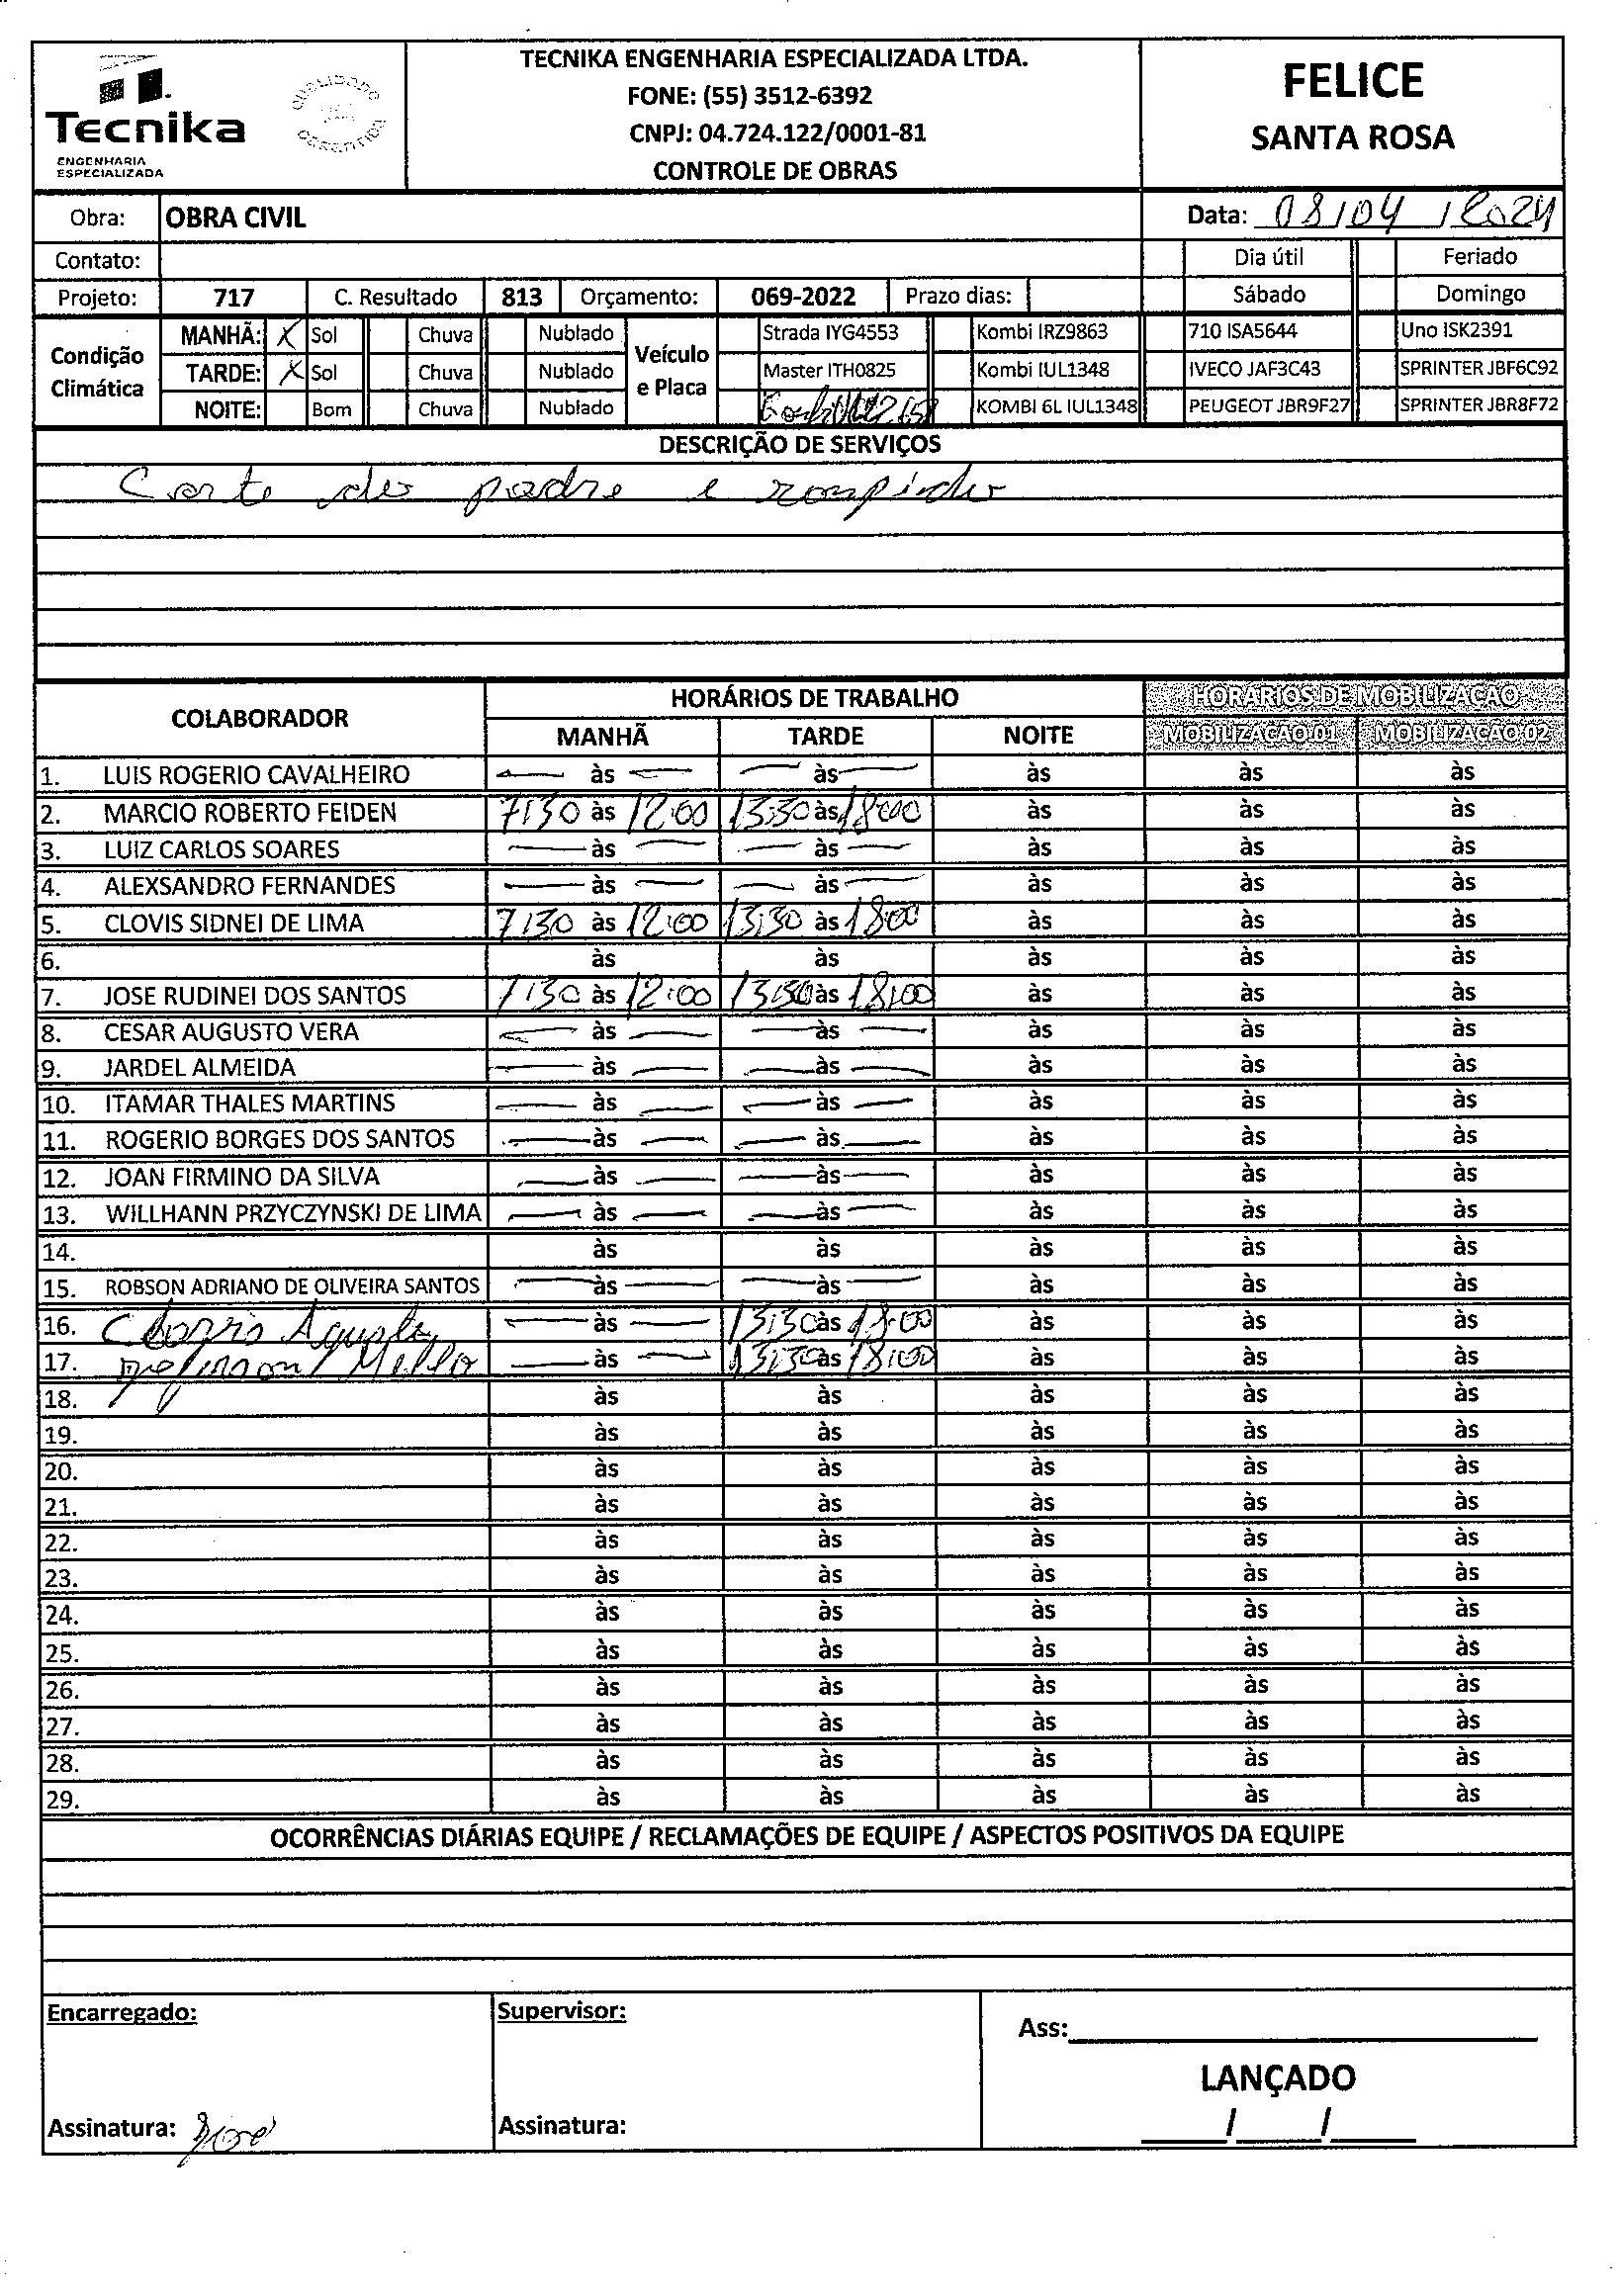 TECNIKA ENGENHARIA ESPECIALIZADA LTDA.
FONE: (55) 3512-6392
CNPJ: 04.724.122/0001-81
CONTROLE DE OBRAS
Tecnika
ENGENHARIA
ESPECIALIZADA
FELICE
SANTA ROSA
Obra: OBRA CIVIL Data: 08/04/2024
Contato: Dia útil Feriado
Projeto: 717 C. Resultado 813 Orçamento: 069-2022 Prazo dias: Sábado Domingo
Condição Climática
MANHÃ: X Sol Chuva Nublado
TARDE: X Sol Chuva Nublado
NOITE: Bom Chuva Nublado
Veículo e Placa
Strada IYG4553 Kombi IRZ9863 710 ISA5644 Uno ISK2391
Master ITH0825 Kombi IUL1348 IVECO JAF3C43 SPRINTER JBF6C92
KOMBI 6L IUL1348 PEUGEOT JBR9F27 SPRINTER JBR8F72
DESCRIÇÃO DE SERVIÇOS
Corte de padre e
COLABORADOR HORÁRIOS DE TRABALHO HORÁRIOS DE MOBILIZAÇÃO
MANHÃ TARDE NOITE MOBILIZAÇÃO 01 MOBILIZAÇÃO 02
1. LUIS ROGERIO CAVALHEIRO — às — — às — às às às
2. MARCIO ROBERTO FEIDEN 7:30 às 12:00 13:30 às 18:00 às às às
3. LUIZ CARLOS SOARES — às — — às — às às às
4. ALEXSANDRO FERNANDES — às — — às — às às às
5. CLOVIS SIDNEI DE LIMA 7:30 às 12:00 13:30 às 18:00 às às às
6. às às às às às
7. JOSE RUDINEI DOS SANTOS 7:30 às 12:00 13:30 às 18:00 às às às
8. CESAR AUGUSTO VERA — às — — às — às às às
9. JARDEL ALMEIDA — às — — às — às às às
10. ITAMAR THALES MARTINS — às — — às — às às às
11. ROGERIO BORGES DOS SANTOS — às — — às — às às às
12. JOAN FIRMINO DA SILVA — às — — às — às às às
13. WILLHANN PRZYCZYNSKI DE LIMA — às — — às — às às às
14. às às às às às
15. ROBSON ADRIANO DE OLIVEIRA SANTOS — às — — às — às às às
16. — às — 13:30 às 18:00 às às às
17. Mello — às — 13:30 às 18:00 às às às
18. às às às às às
19. às às às às às
20. às às às às às
21. às às às às às
22. às às às às às
23. às às às às às
24. às às às às às
25. às às às às às
26. às às às às às
27. às às às às às
28. às às às às às
29. às às às às às
OCORRÊNCIAS DIÁRIAS EQUIPE / RECLAMAÇÕES DE EQUIPE / ASPECTOS POSITIVOS DA EQUIPE
Encarregado: Supervisor: Ass:
LANÇADO
Assinatura: José Assinatura: / /